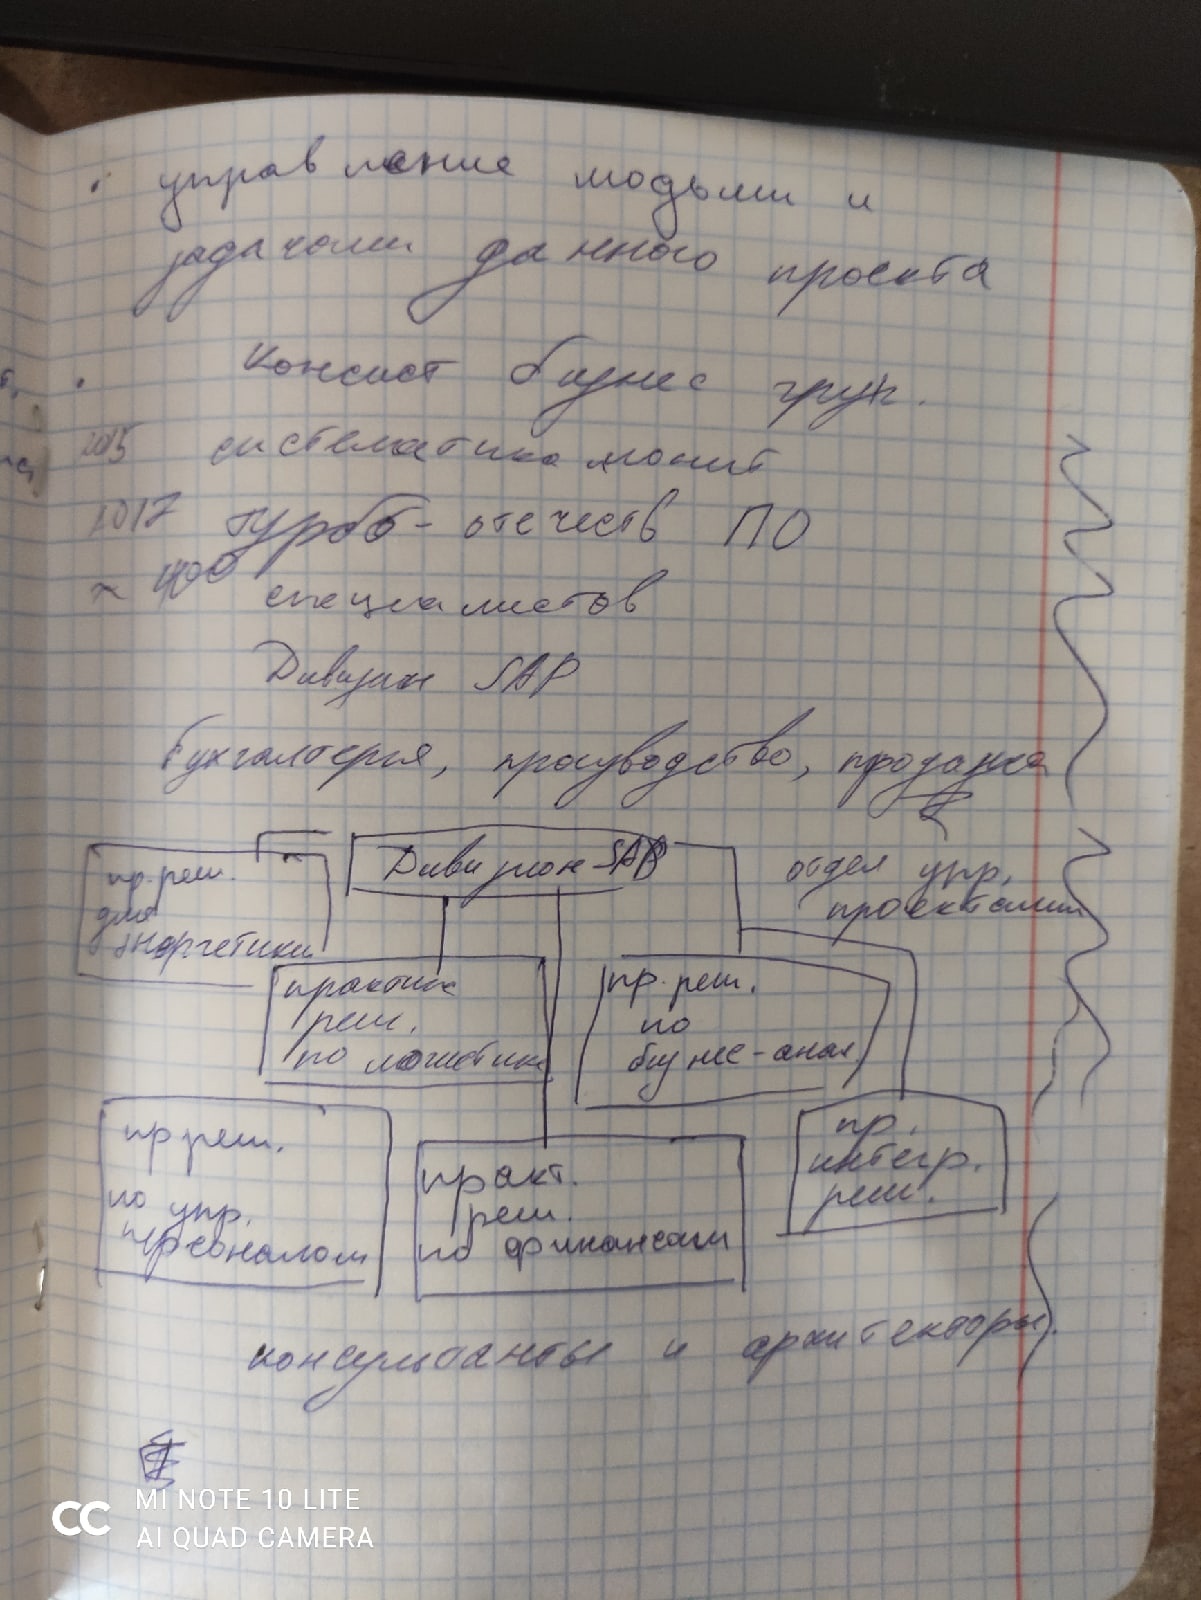 управление людьми и
задачами данного проекта
Консист бизнес груп.
2015 систематика монит
2017 турбо - отечеств ПО
≈ 400 специалистов
Дивизион SAP
бухгалтерия, производство, продажа
Дивизион SAP
отдел упр.
проектами
пр. реш.
для
энергетики
практика
реш.
по логистике
пр. реш.
по
бизнес-анал.
пр реш.
по упр.
персоналом
практ.
реш.
по финансам
пр.
интегр.
реш.
консультанты и архитекторы.
MI NOTE 10 LITE
AI QUAD CAMERA